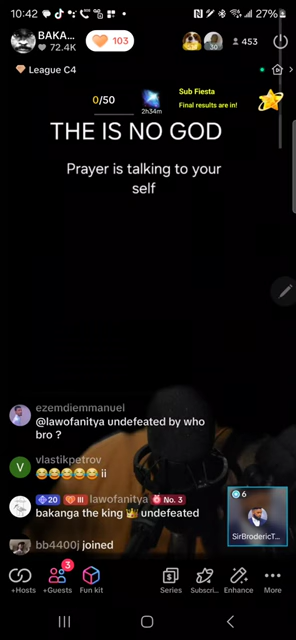 10:42
27%
BAKA...
72.4K
103
30
453
League C4
0/50
2h34m
Sub Fiesta
Final results are in!
THE IS NO GOD
Prayer is talking to your
self
ezemdiemmanuel
@lawofanitya undefeated by who
bro ?
V
vlastikpetrov
😂😂😂😂😂 ii
20 III lawofanitya No. 3
bakanga the king 👑 undefeated
bb4400j joined
6
SirBroderícT...
3
+Hosts
+Guests
Fun kit
Series
Subscri...
Enhance
More